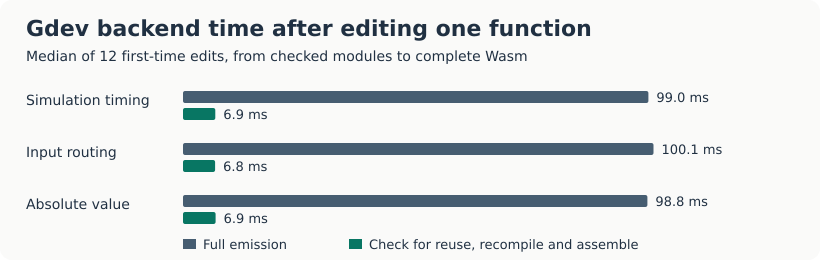 Gdev backend time after editing one function
Median of 12 first-time edits, from checked modules to complete Wasm
Simulation timing
99.0 ms
6.9 ms
Input routing
100.1 ms
6.8 ms
Absolute value
98.8 ms
6.9 ms
Full emission
Check for reuse, recompile and assemble